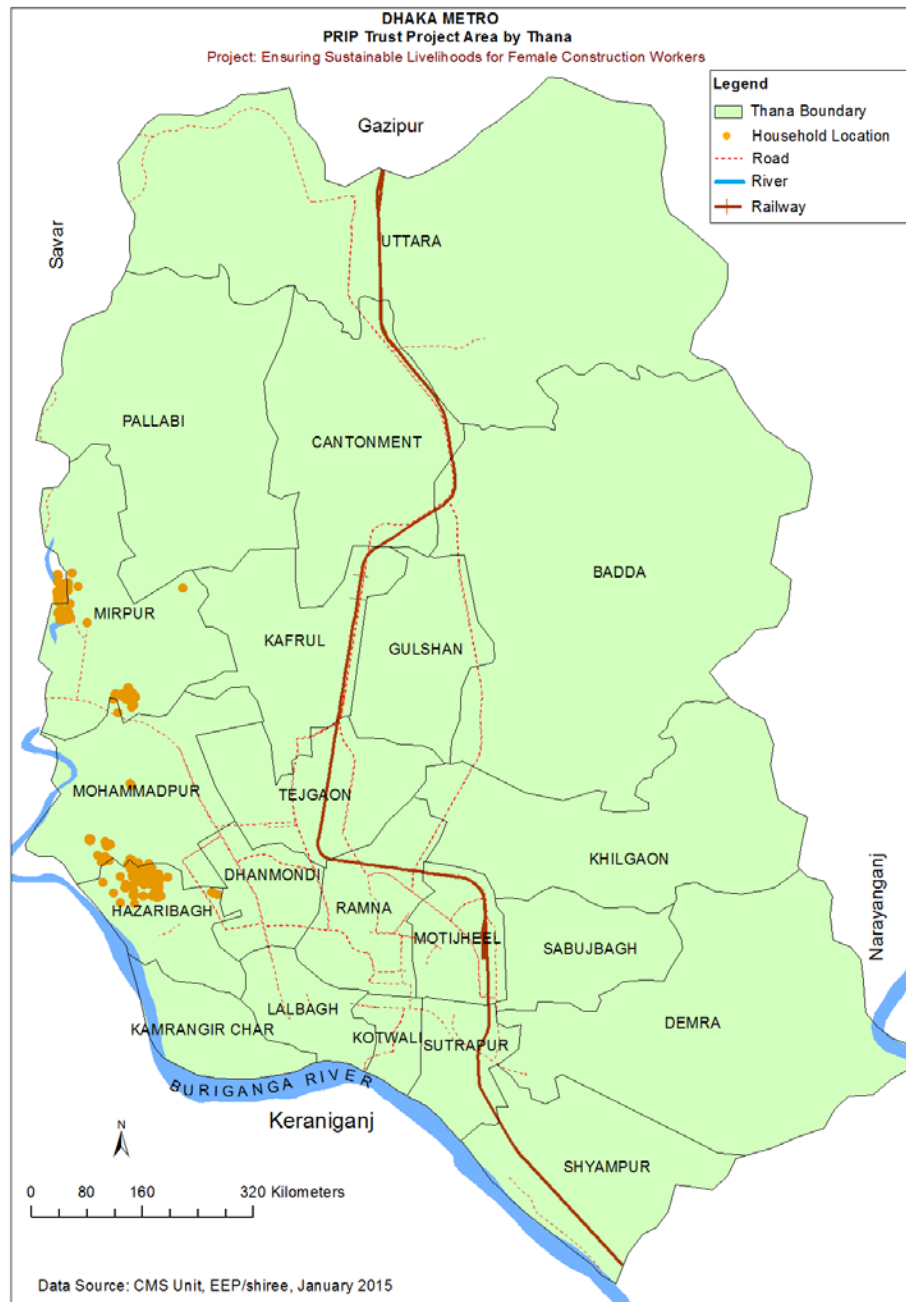 DHAKA METRO
PRIP Trust Project Area by Thana
Project: Ensuring Sustainable Livelihoods for Female Construction Workers
Legend
Thana Boundary
Household Location
Road
River
Railway
Gazipur
Savar
UTTARA
PALLABI
CANTONMENT
BADDA
MIRPUR
KAFRUL
GULSHAN
MOHAMMADPUR
TEJGAON
KHILGAON
DHANMONDI
HAZARIBAGH
RAMNA
MOTIJHEEL
SABUJBAGH
Narayanganj
DEMRA
LALBAGH
KAMRANGIR CHAR
KOTWALI
SUTRAPUR
BURIGANGA RIVER
Keraniganj
N
SHYAMPUR
0 80 160 320 Kilometers
Data Source: CMS Unit, EEP/shiree, January 2015